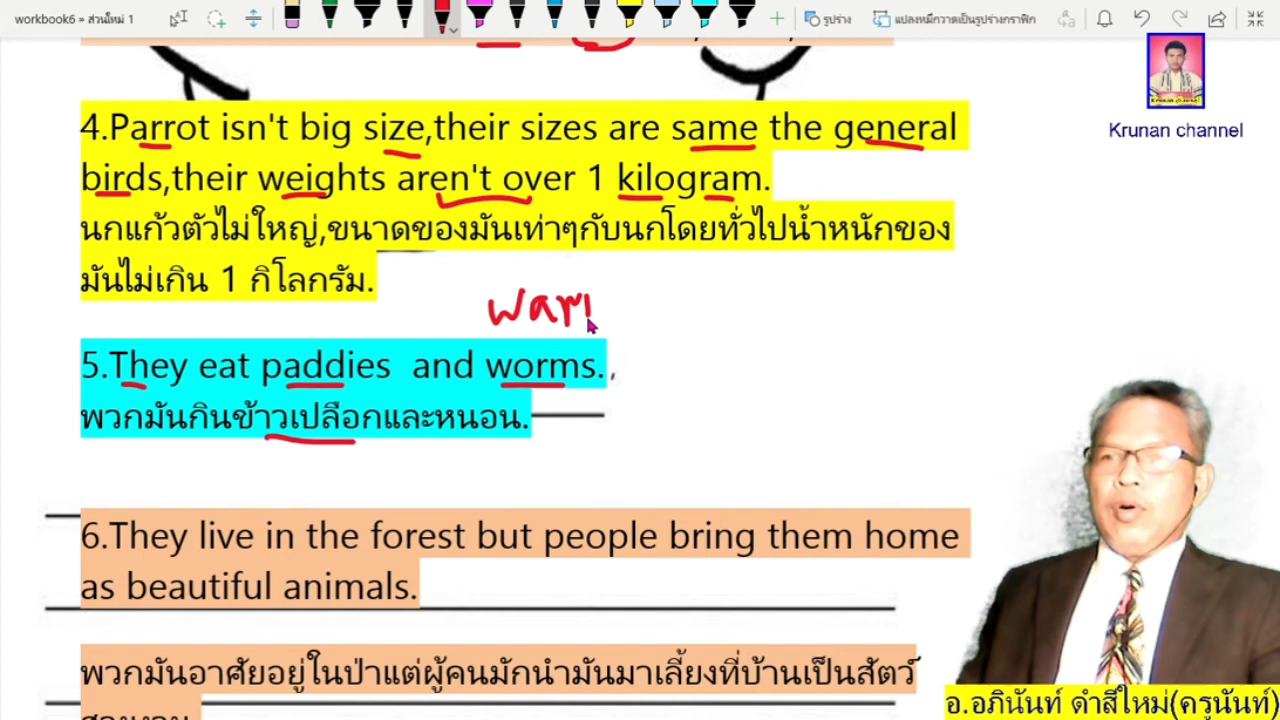 workbook6 » ส่วนใหม่ 1
รูปร่าง
แปลงหมึกวาดเป็นรูปร่างกราฟิก
Krunan channel
4.Parrot isn't big size,their sizes are same the general
birds,their weights aren't over 1 kilogram.
นกแก้วตัวไม่ใหญ่,ขนาดของมันเท่าๆกับนกโดยทั่วไปน้ำหนักของ
มันไม่เกิน 1 กิโลกรัม.
5.They eat paddies and worms.,
พวกมันกินข้าวเปลือกและหนอน.
6.They live in the forest but people bring them home
as beautiful animals.
พวกมันอาศัยอยู่ในป่าแต่ผู้คนมักนำมันมาเลี้ยงที่บ้านเป็นสัตว์
อ.อภินันท์ ดำสีใหม่(ครูนันท์)